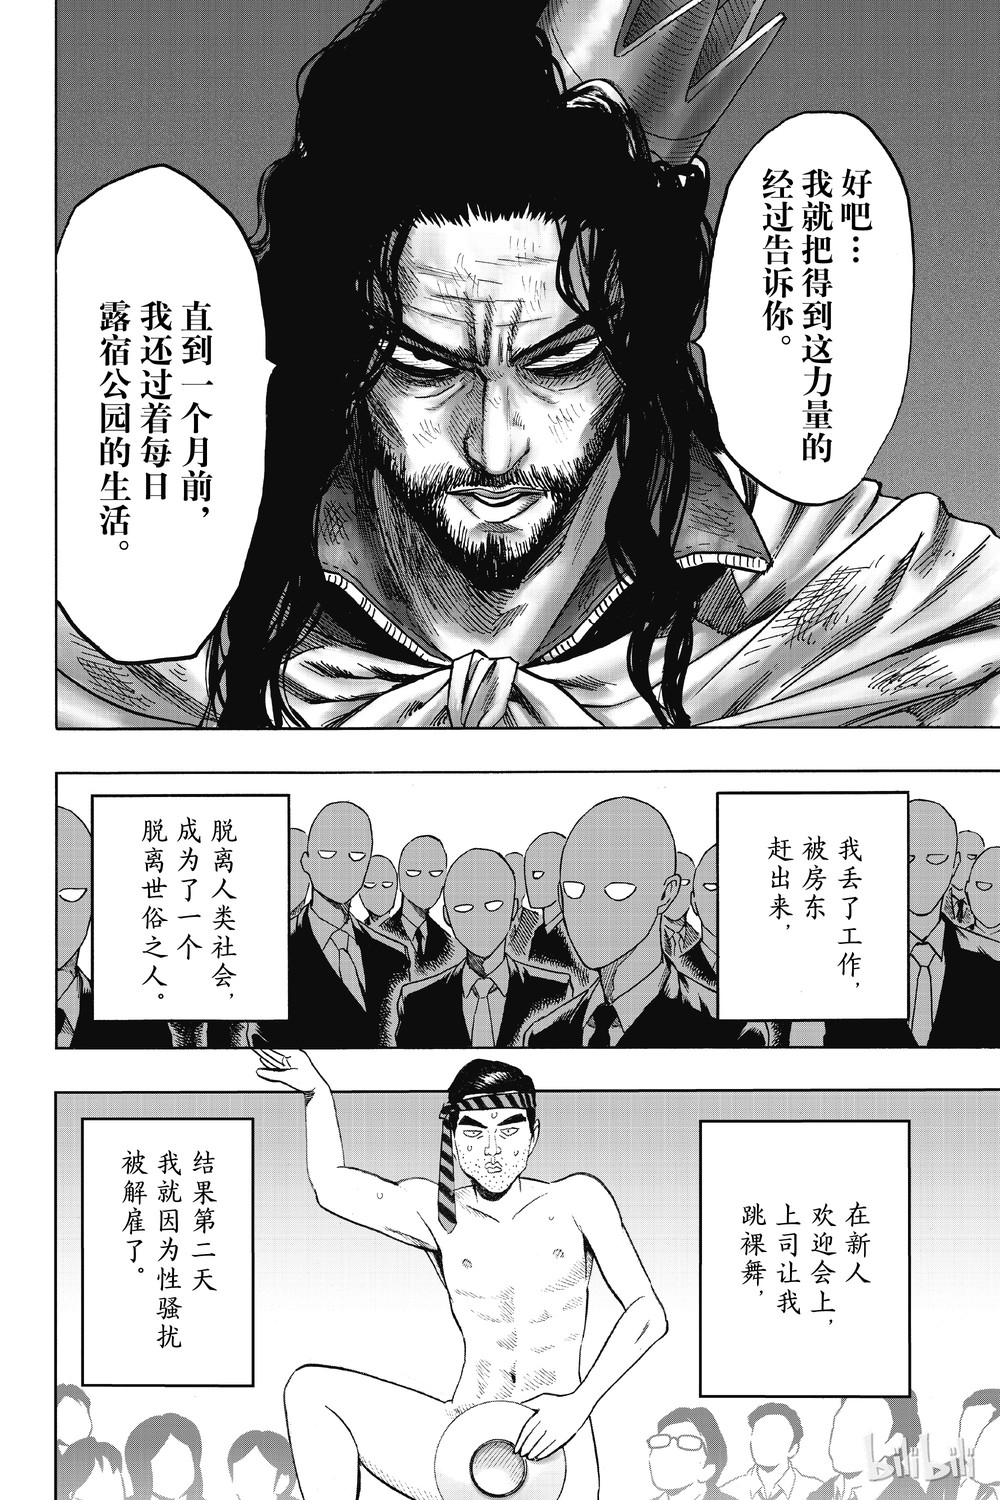 好吧…
我就把得到这力量的
经过告诉你。
直到一个月前，
我还过着每日
露宿公园的生活。
我丢了工作，
被房东
赶出来，
脱离人类社会，
成为了一个
脱离世俗之人。
在新人
欢迎会上，
上司让我
跳裸舞，
结果第二天
我就因为性骚扰
被解雇了。
bilibili